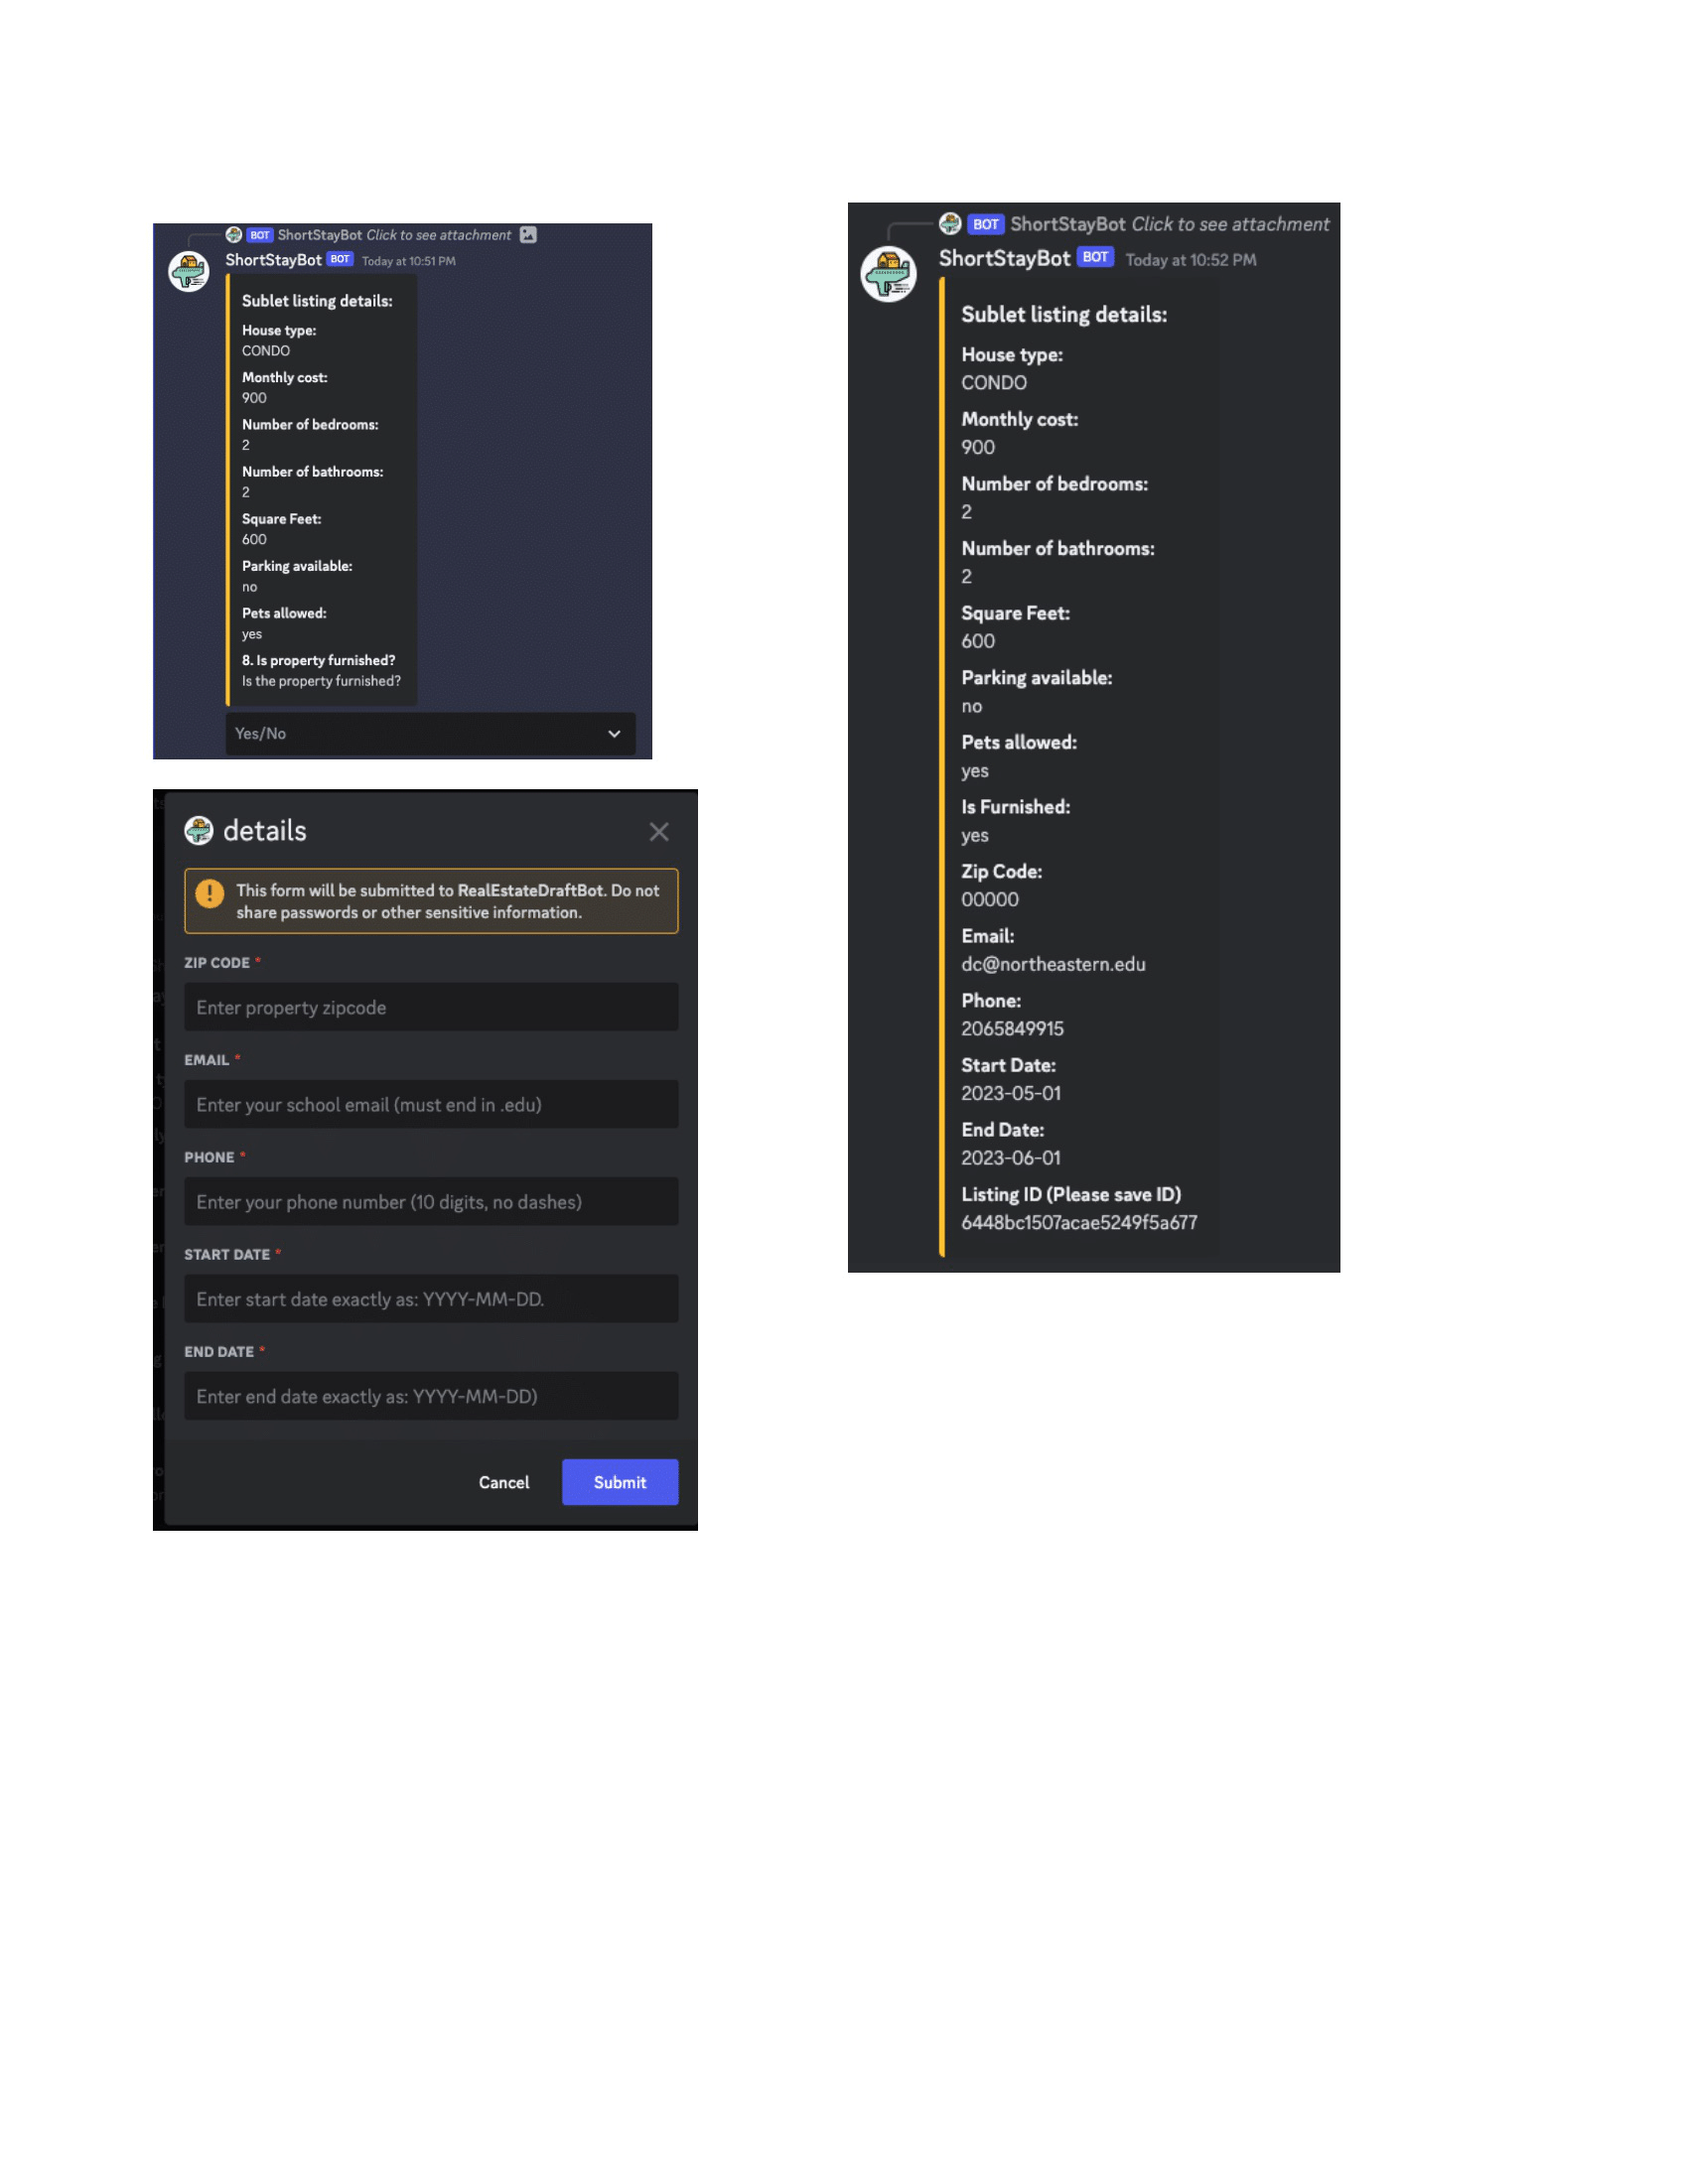 BOT ShortStayBot Click to see attachment
ShortStayBot BOT Today at 10:51 PM
Sublet listing details:
House type:
CONDO
Monthly cost:
900
Number of bedrooms:
2
Number of bathrooms:
2
Square Feet:
600
Parking available:
no
Pets allowed:
yes
8. Is property furnished?
Is the property furnished?
Yes/No
details
This form will be submitted to RealEstateDraftBot. Do not
share passwords or other sensitive information.
ZIP CODE *
Enter property zipcode
EMAIL *
Enter your school email (must end in .edu)
PHONE *
Enter your phone number (10 digits, no dashes)
START DATE *
Enter start date exactly as: YYYY-MM-DD.
END DATE *
Enter end date exactly as: YYYY-MM-DD)
Cancel
Submit
BOT ShortStayBot Click to see attachment
ShortStayBot BOT Today at 10:52 PM
Sublet listing details:
House type:
CONDO
Monthly cost:
900
Number of bedrooms:
2
Number of bathrooms:
2
Square Feet:
600
Parking available:
no
Pets allowed:
yes
Is Furnished:
yes
Zip Code:
00000
Email:
dc@northeastern.edu
Phone:
2065849915
Start Date:
2023-05-01
End Date:
2023-06-01
Listing ID (Please save ID)
6448bc1507acae5249f5a677